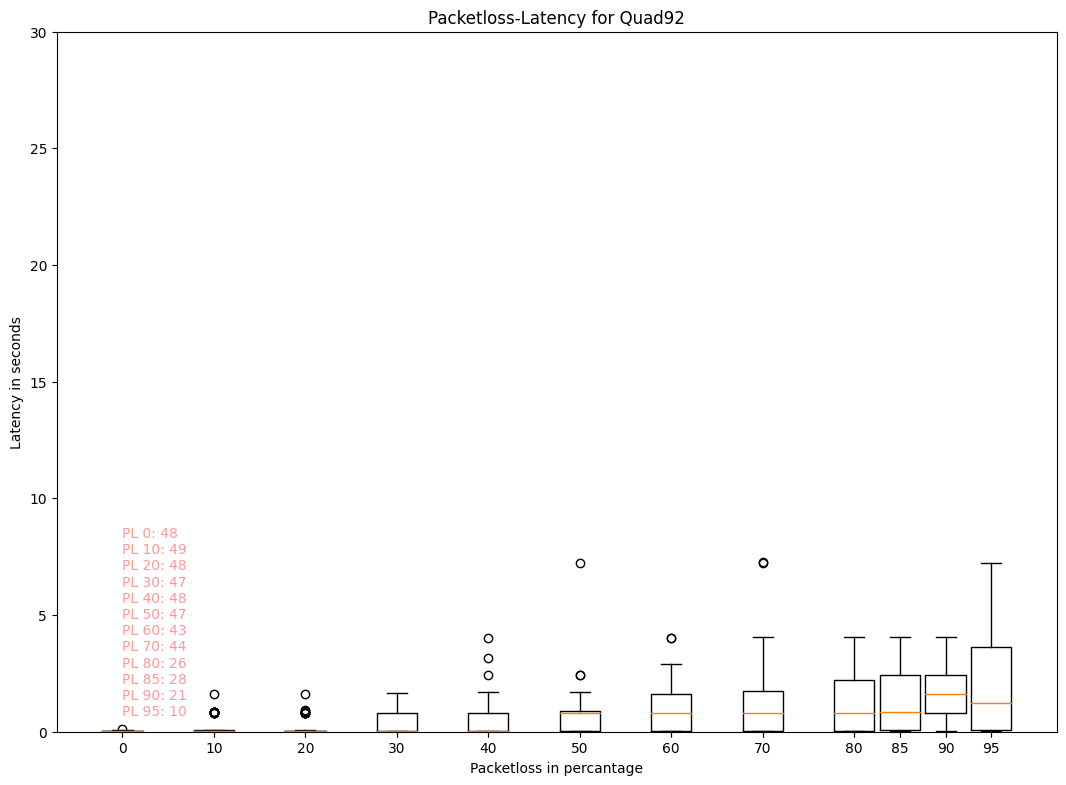 Packetloss-Latency for Quad92
30
25
20
15
10
5
0
Latency in seconds
PL 0: 48
PL 10: 49
PL 20: 48
PL 30: 47
PL 40: 48
PL 50: 47
PL 60: 43
PL 70: 44
PL 80: 26
PL 85: 28
PL 90: 21
PL 95: 10
0 10 20 30 40 50 60 70 80 85 90 95
Packetloss in percantage